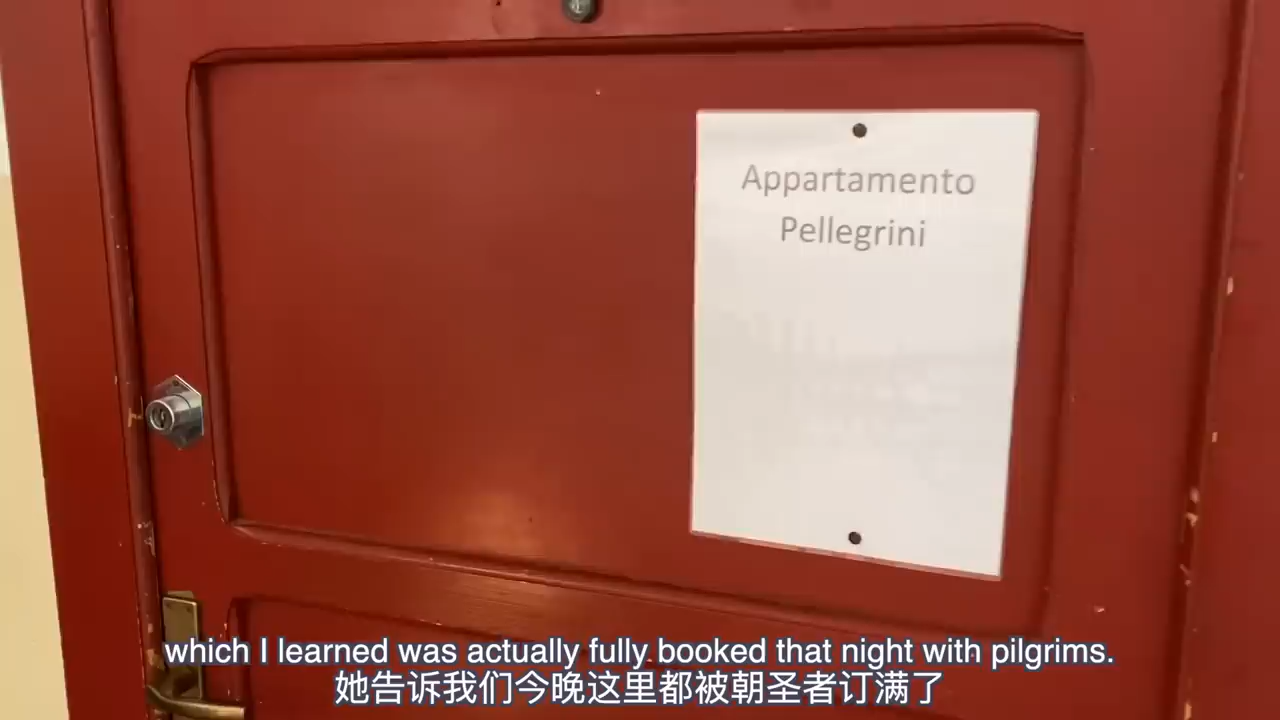 Appartamento
Pellegrini
which I learned was actually fully booked that night with pilgrims.
她告诉我们今晚这里都被朝圣者订满了